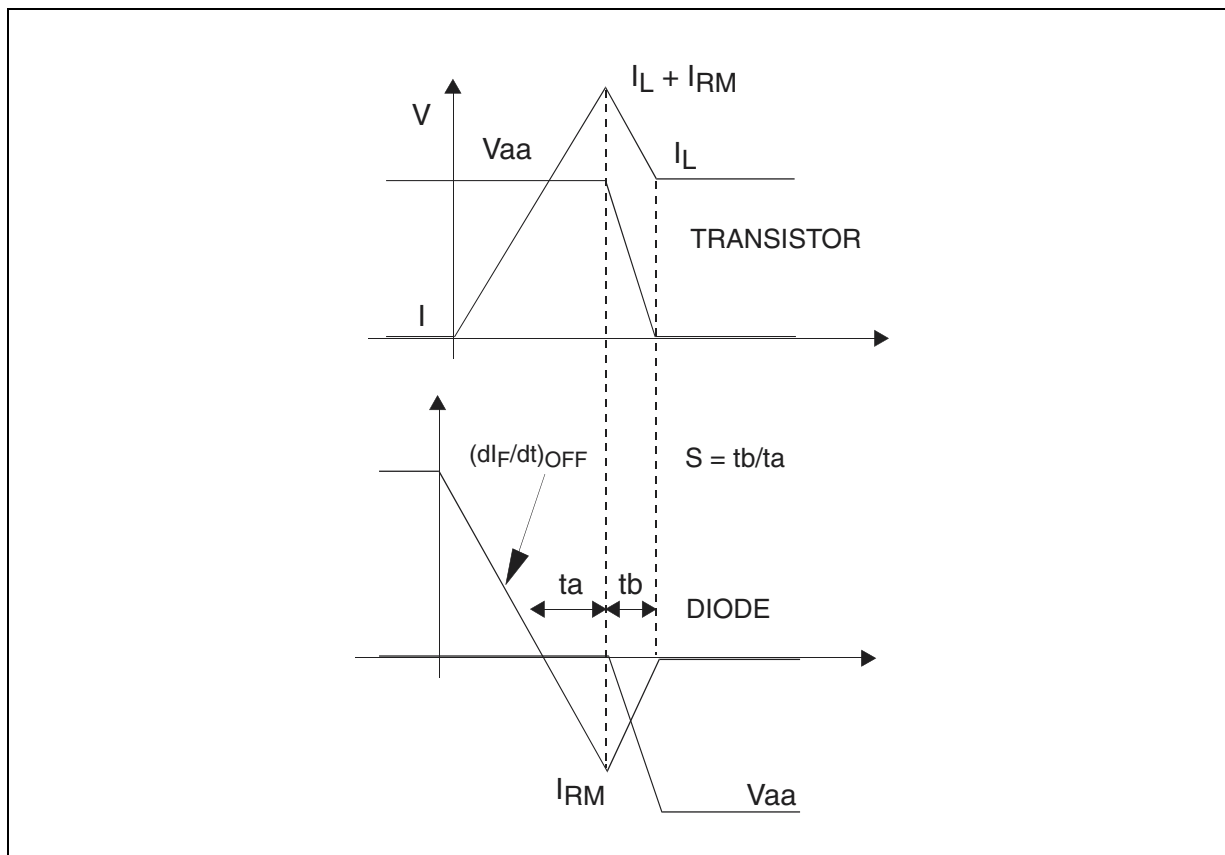 I_L + I_RM
V
Vaa
I_L
TRANSISTOR
I
(dI_F/dt)_OFF
S = tb/ta
ta
tb
DIODE
I_RM
Vaa